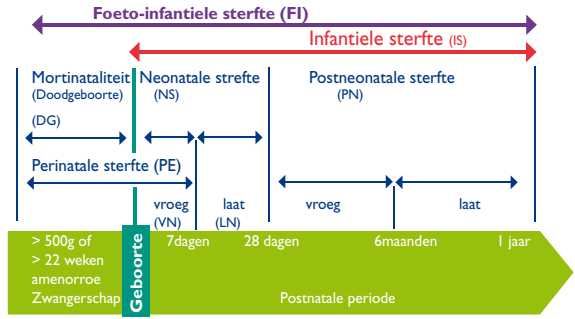 Foeto-infantiele sterfte (FI)
Infantiele sterfte (IS)
Mortinataliteit
(Doodgeboorte)
(DG)
Neonatale strefte
(NS)
Postneonatale sterfte
(PN)
Perinatale sterfte (PE)
vroeg
(VN)
laat
(LN)
vroeg
laat
> 500g of
> 22 weken
amenorroe
Zwangerschap
Geboorte
7dagen
28 dagen
6maanden
1 jaar
Postnatale periode